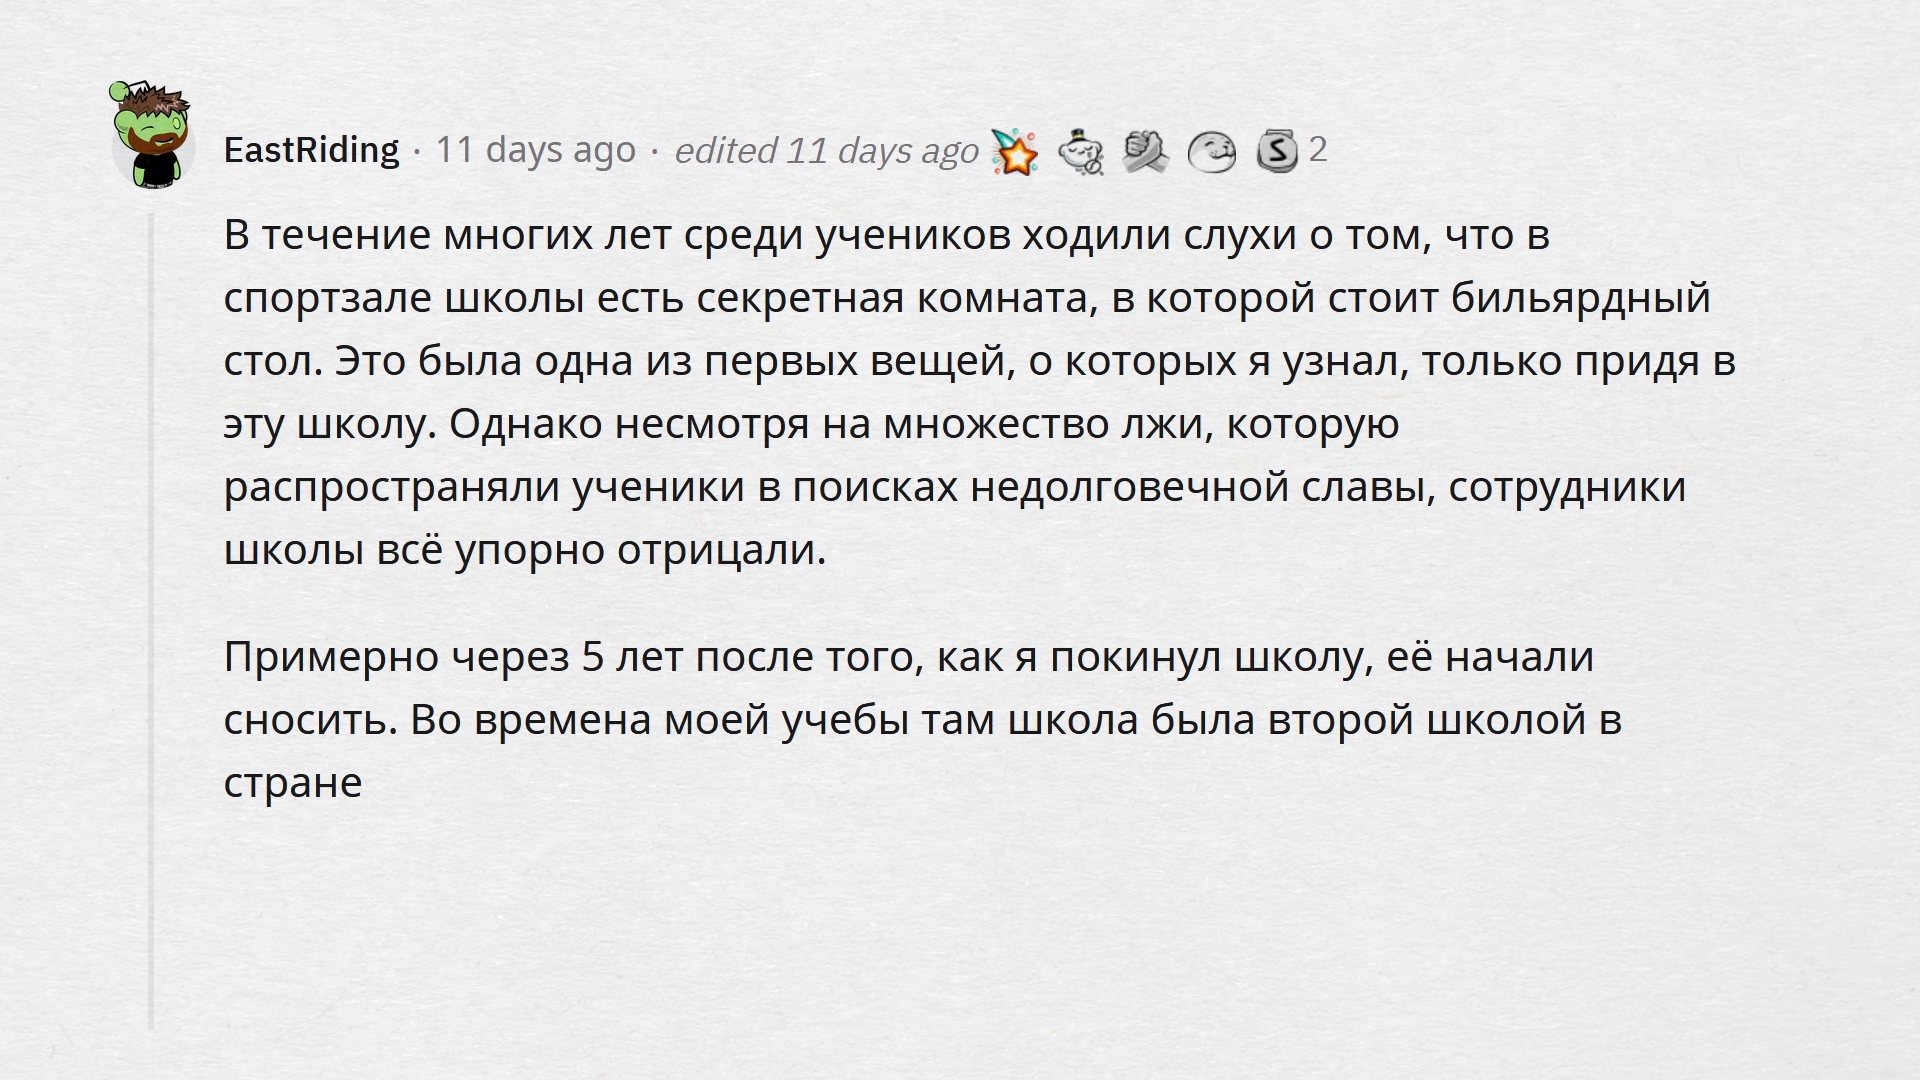 EastRiding · 11 days ago · edited 11 days ago S 2
В течение многих лет среди учеников ходили слухи о том, что в
спортзале школы есть секретная комната, в которой стоит бильярдный
стол. Это была одна из первых вещей, о которых я узнал, только придя в
эту школу. Однако несмотря на множество лжи, которую
распространяли ученики в поисках недолговечной славы, сотрудники
школы всё упорно отрицали.
Примерно через 5 лет после того, как я покинул школу, её начали
сносить. Во времена моей учебы там школа была второй школой в
стране